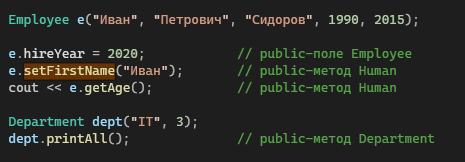 Employee e("Иван", "Петрович", "Сидоров", 1990, 2015);
e.hireYear = 2020; // public-поле Employee
e.setFirstName("Иван"); // public-метод Human
cout << e.getAge(); // public-метод Human
Department dept("IT", 3);
dept.printAll(); // public-метод Department